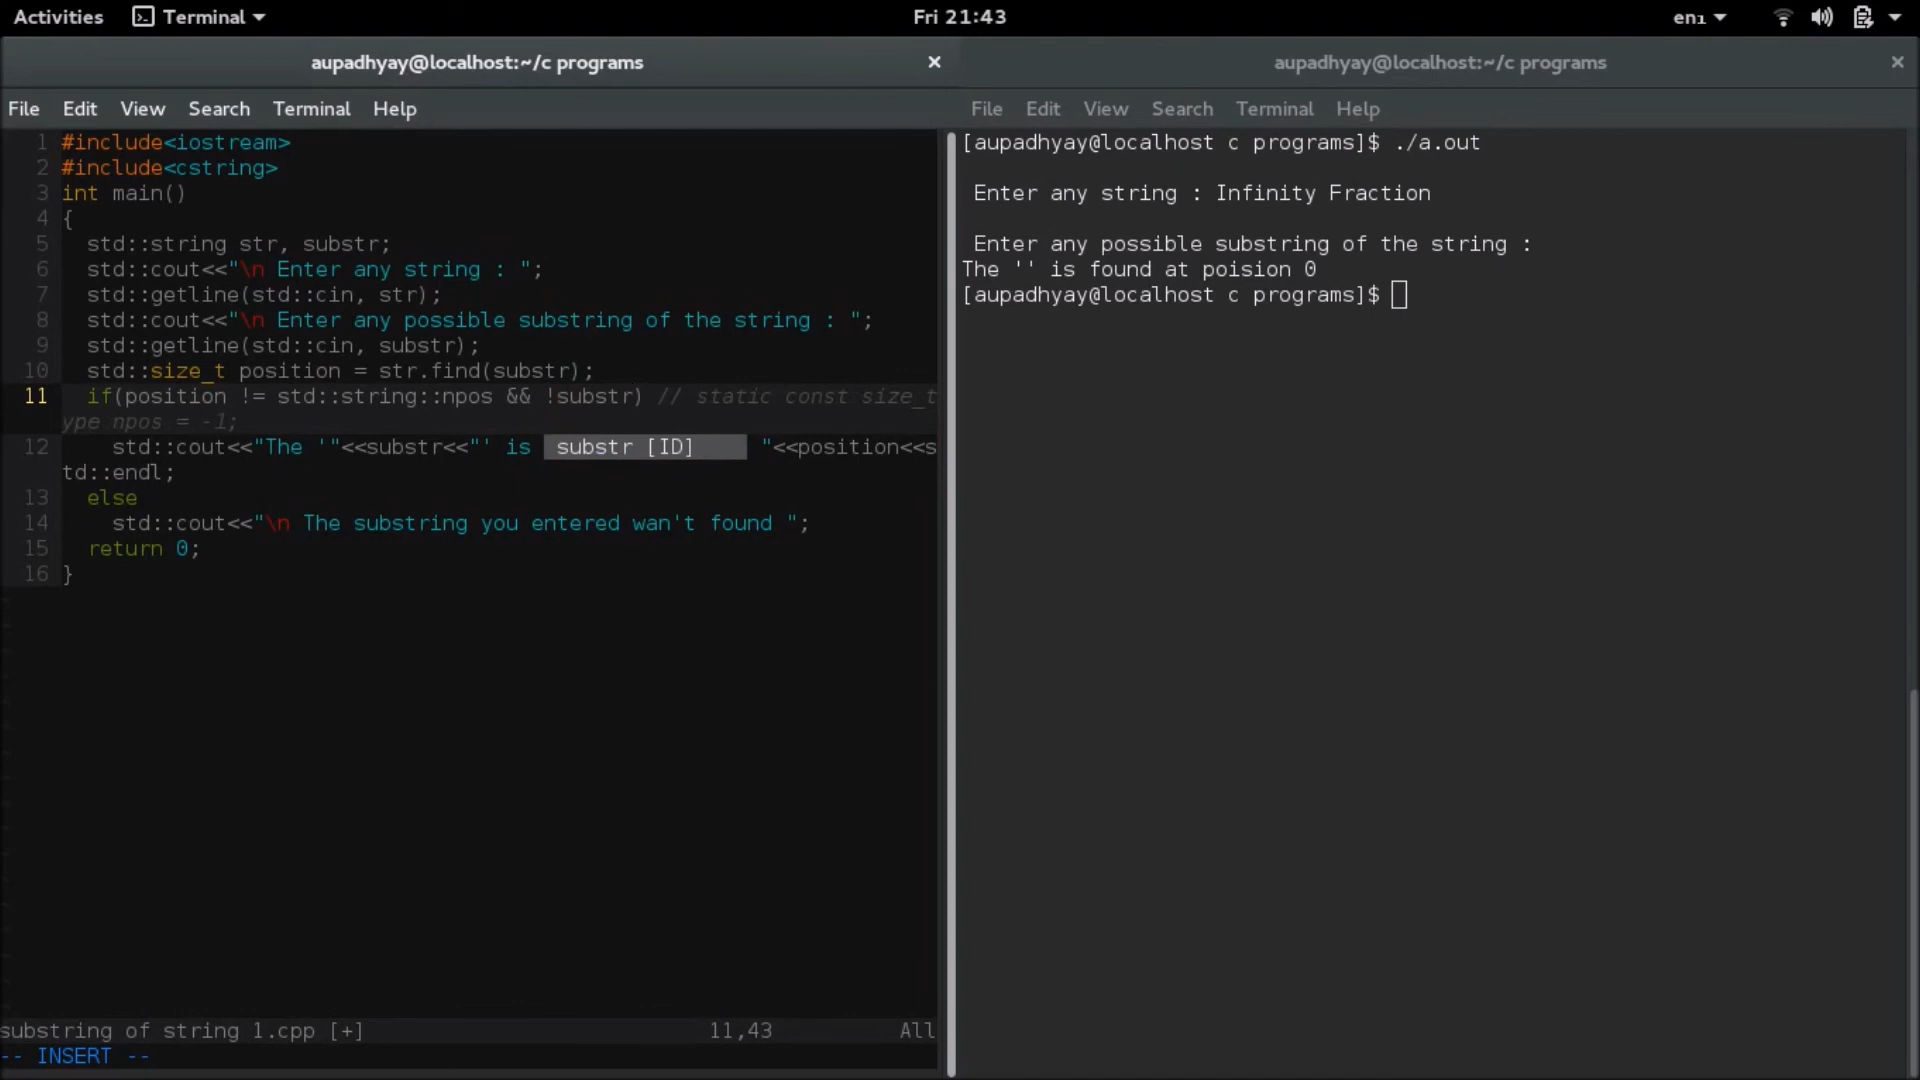 Activities Terminal Fri 21:43 en1
aupadhyay@localhost:~/c programs
File Edit View Search Terminal Help
1 #include<iostream>
2 #include<cstring>
3 int main()
4 {
5 std::string str, substr;
6 std::cout<<"\n Enter any string : ";
7 std::getline(std::cin, str);
8 std::cout<<"\n Enter any possible substring of the string : ";
9 std::getline(std::cin, substr);
10 std::size_t position = str.find(substr);
11 if(position != std::string::npos && !substr) // static const size_t
ype npos = -1;
12 std::cout<<"The '"<<substr<<"' is substr [ID] "<<position<<s
td::endl;
13 else
14 std::cout<<"\n The substring you entered wan't found ";
15 return 0;
16 }
substring of string 1.cpp [+] 11,43 All
-- INSERT --
aupadhyay@localhost:~/c programs
File Edit View Search Terminal Help
[aupadhyay@localhost c programs]$ ./a.out
Enter any string : Infinity Fraction
Enter any possible substring of the string :
The '' is found at poision 0
[aupadhyay@localhost c programs]$